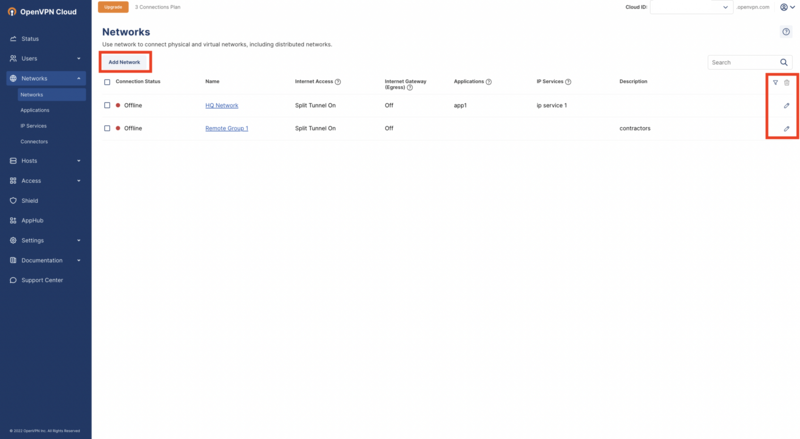 OpenVPN Cloud
Upgrade
3 Connections Plan
Cloud ID:
.openvpn.com
Status
Users
Networks
Networks
Applications
IP Services
Connectors
Hosts
Access
Shield
AppHub
Settings
Documentation
Support Center
© 2023 OpenVPN Inc. All Rights Reserved
Networks
Use network to connect physical and virtual networks, including distributed networks.
Add Network
Search
Connection Status Name Internet Access Internet Gateway (Egress) Applications IP Services Description
Offline HQ Network Split Tunnel On Off app1 ip service 1
Offline Remote Group 1 Split Tunnel On Off contractors